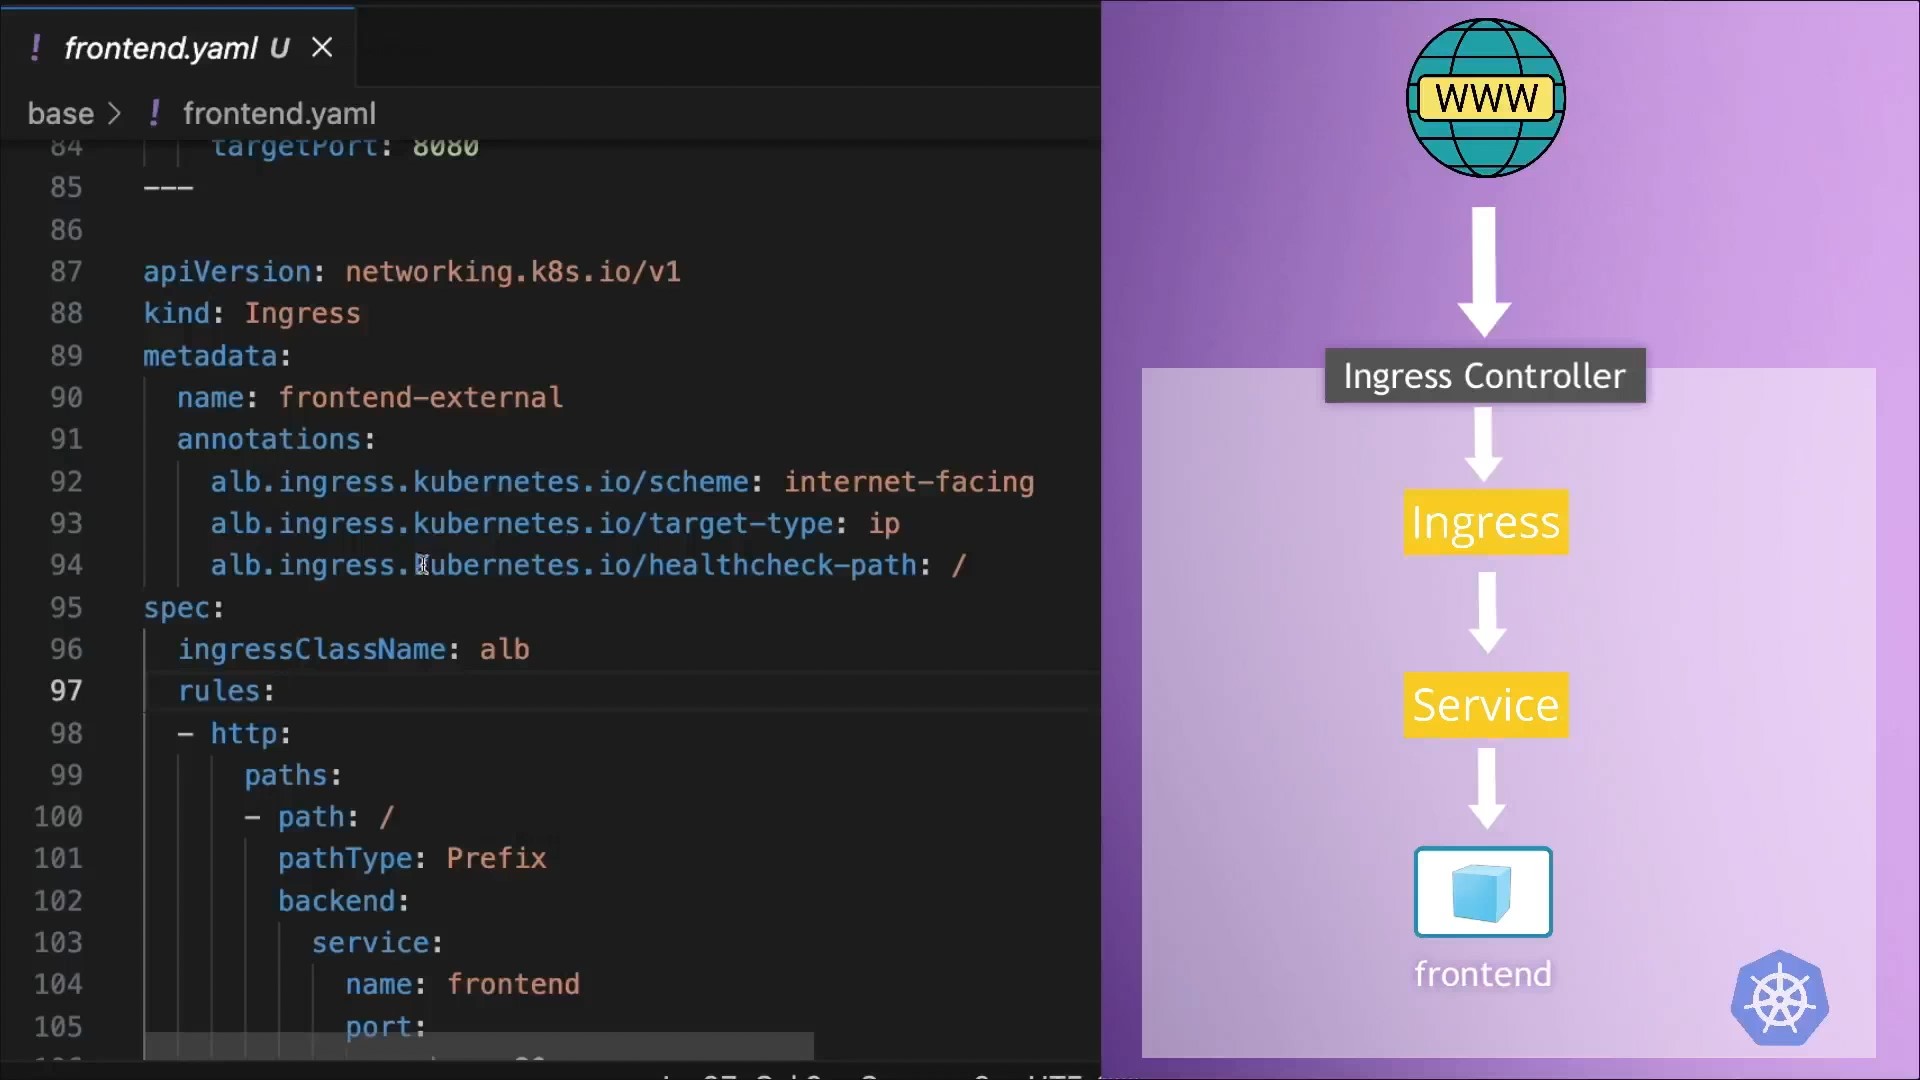 ! frontend.yaml U ×
base > ! frontend.yaml
84 targetPort: 8080
85 ---
86
87 apiVersion: networking.k8s.io/v1
88 kind: Ingress
89 metadata:
90 name: frontend-external
91 annotations:
92 alb.ingress.kubernetes.io/scheme: internet-facing
93 alb.ingress.kubernetes.io/target-type: ip
94 alb.ingress.kubernetes.io/healthcheck-path: /
95 spec:
96 ingressClassName: alb
97 rules:
98 - http:
99 paths:
100 - path: /
101 pathType: Prefix
102 backend:
103 service:
104 name: frontend
105 port:
WWW
Ingress Controller
Ingress
Service
frontend